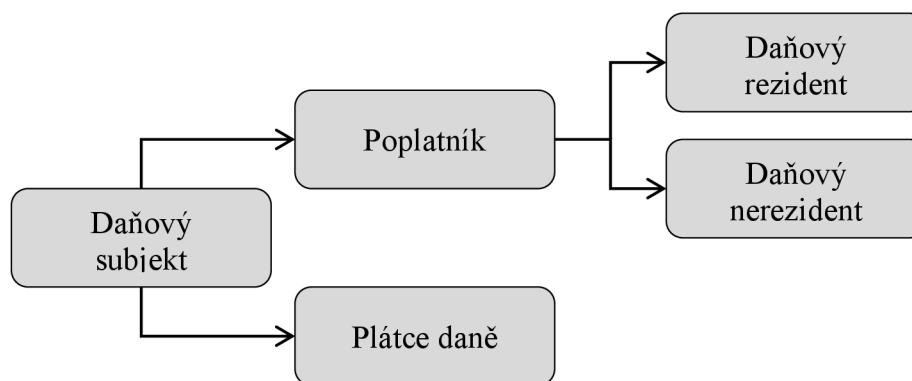 Daňový
rezident
Poplatník
Daňový
nerezident
Daňový
subjekt
Plátce daně